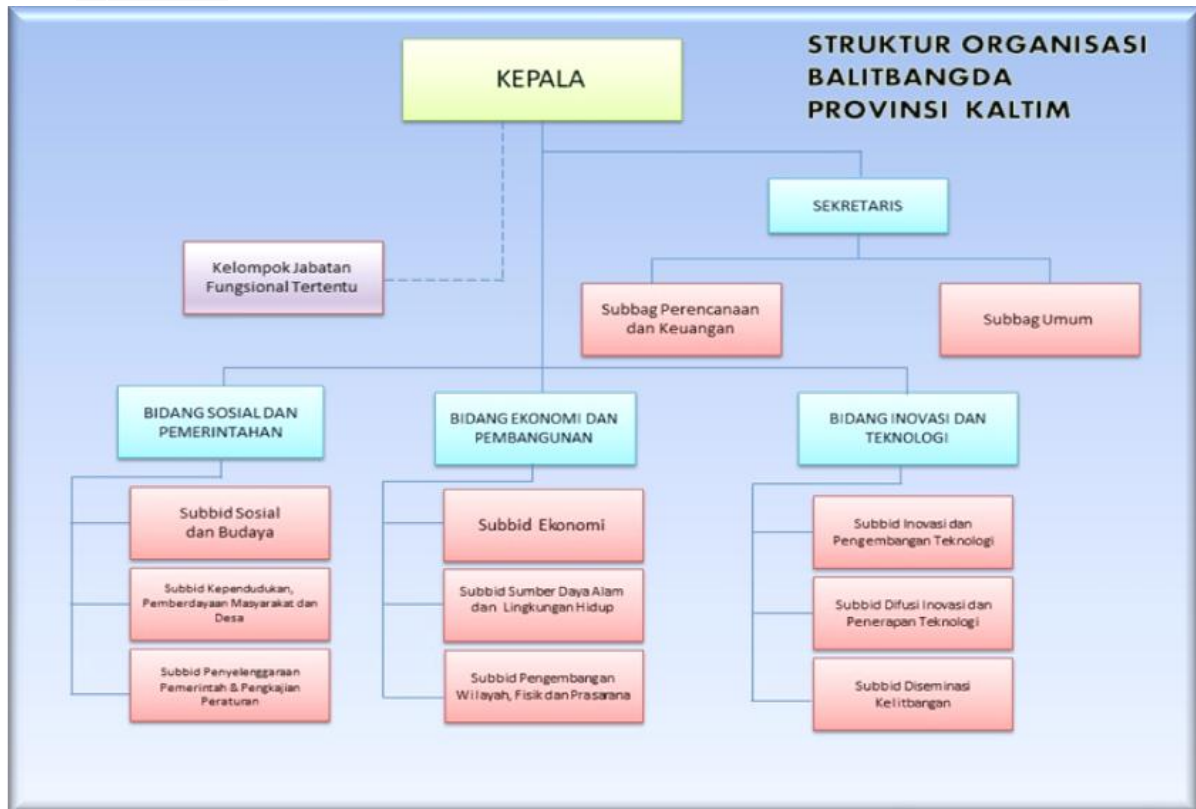 STRUKTUR ORGANISASI
BALITBANGDA
PROVINSI KALTIM
KEPALA
SEKRETARIS
Kelompok Jabatan
Fungsional Tertentu
Subbag Perencanaan
dan Keuangan
Subbag Umum
BIDANG SOSIAL DAN
PEMERINTAHAN
BIDANG EKONOMI DAN
PEMBANGUNAN
BIDANG INOVASI DAN
TEKNOLOGI
Subbid Sosial
dan Budaya
Subbid Kependudukan,
Pemberdayaan Masyarakat dan
Desa
Subbid Penyelenggaraan
Pemerintah & Pengkajian
Peraturan
Subbid Ekonomi
Subbid Sumber Daya Alam
dan Lingkungan Hidup
Subbid Pengembangan
Wilayah, Fisik dan Prasarana
Subbid Inovasi dan
Pengembangan Teknologi
Subbid Difusi Inovasi dan
Penerapan Teknologi
Subbid Diseminasi
Kelitbangan